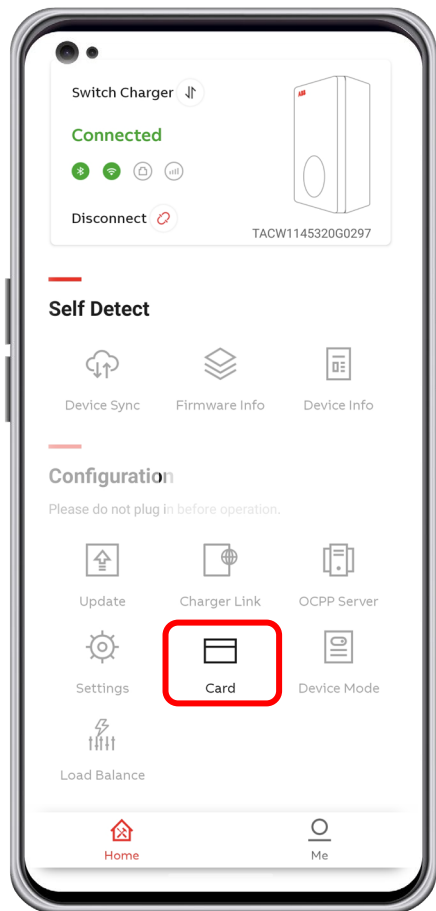 Switch Charger
ABB
Connected
Disconnect
TACW1145320G0297
Self Detect
Device Sync Firmware Info Device Info
Configuration
Please do not plug in before operation.
Update Charger Link OCPP Server
Settings Card Device Mode
Load Balance
Home Me